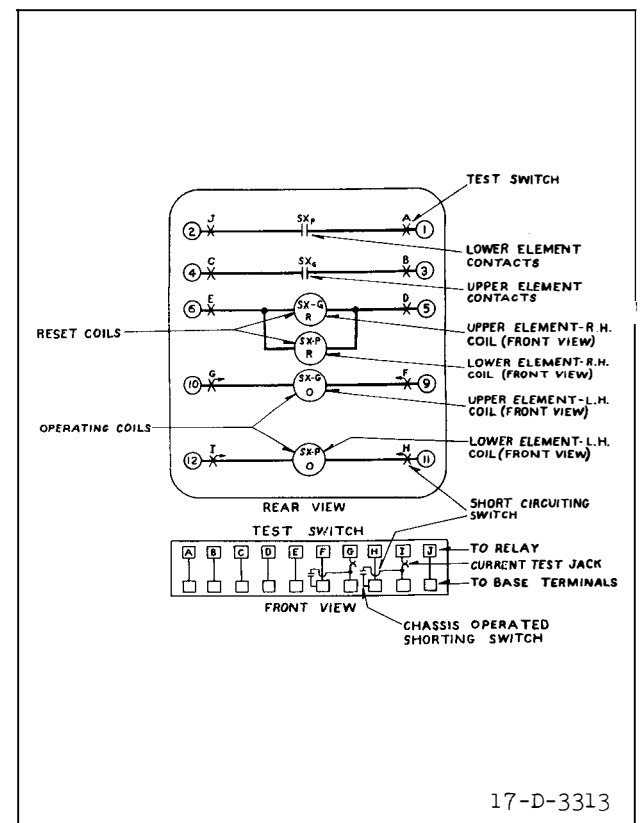 TEST SWITCH
J SXP A
2 1
LOWER ELEMENT
CONTACTS
C SXG B
4 3
UPPER ELEMENT
CONTACTS
E SX-G D
6 R 5
RESET COILS
UPPER ELEMENT-R.H.
COIL (FRONT VIEW)
SX-P
R
LOWER ELEMENT-R.H.
COIL (FRONT VIEW)
G SX-G F
10 O 9
UPPER ELEMENT-L.H.
COIL (FRONT VIEW)
OPERATING COILS
LOWER ELEMENT-L.H.
COIL (FRONT VIEW)
I SX-P H
12 O 11
REAR VIEW
SHORT CIRCUITING
SWITCH
TEST SWITCH
A B C D E F G H I J
TO RELAY
CURRENT TEST JACK
TO BASE TERMINALS
FRONT VIEW
CHASSIS OPERATED
SHORTING SWITCH
17-D-3313